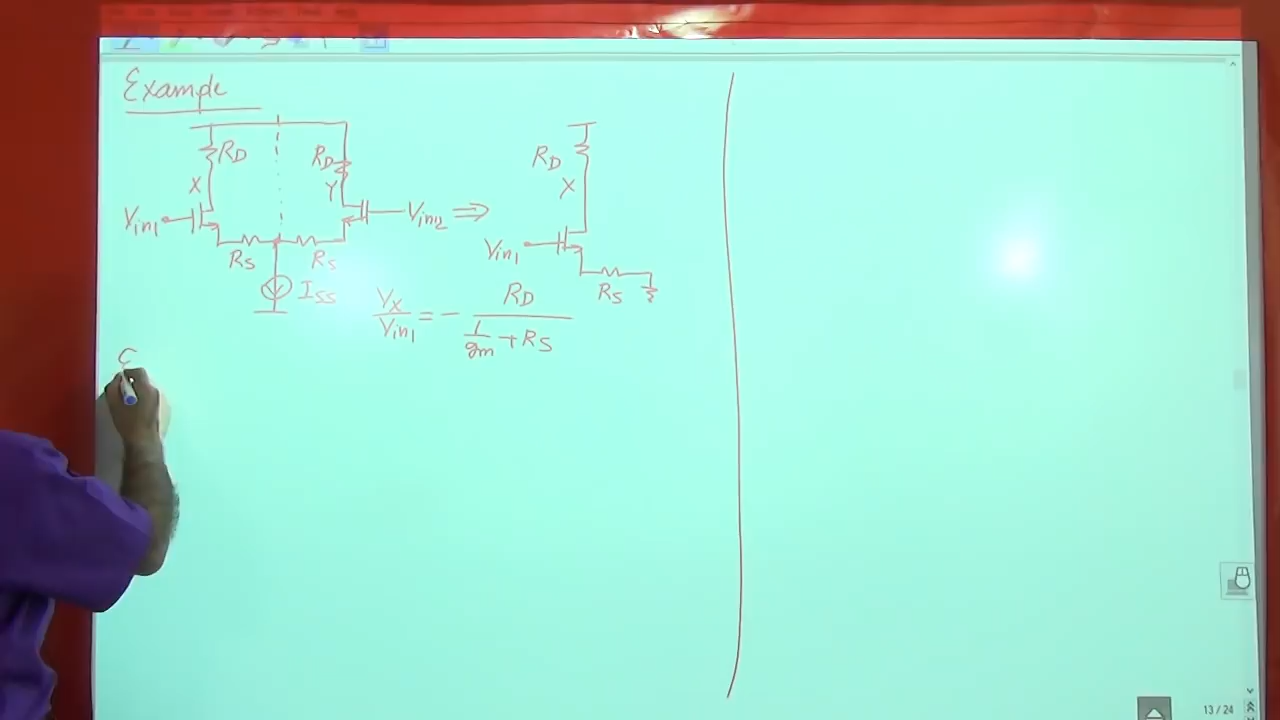 Example
RD RD
X Y
Vin1 Vin2 ⇒
RS RS
ISS
RD
X
Vin1
RS
VX/Vin1 = - RD/(1/gm + RS)
C
13 / 24